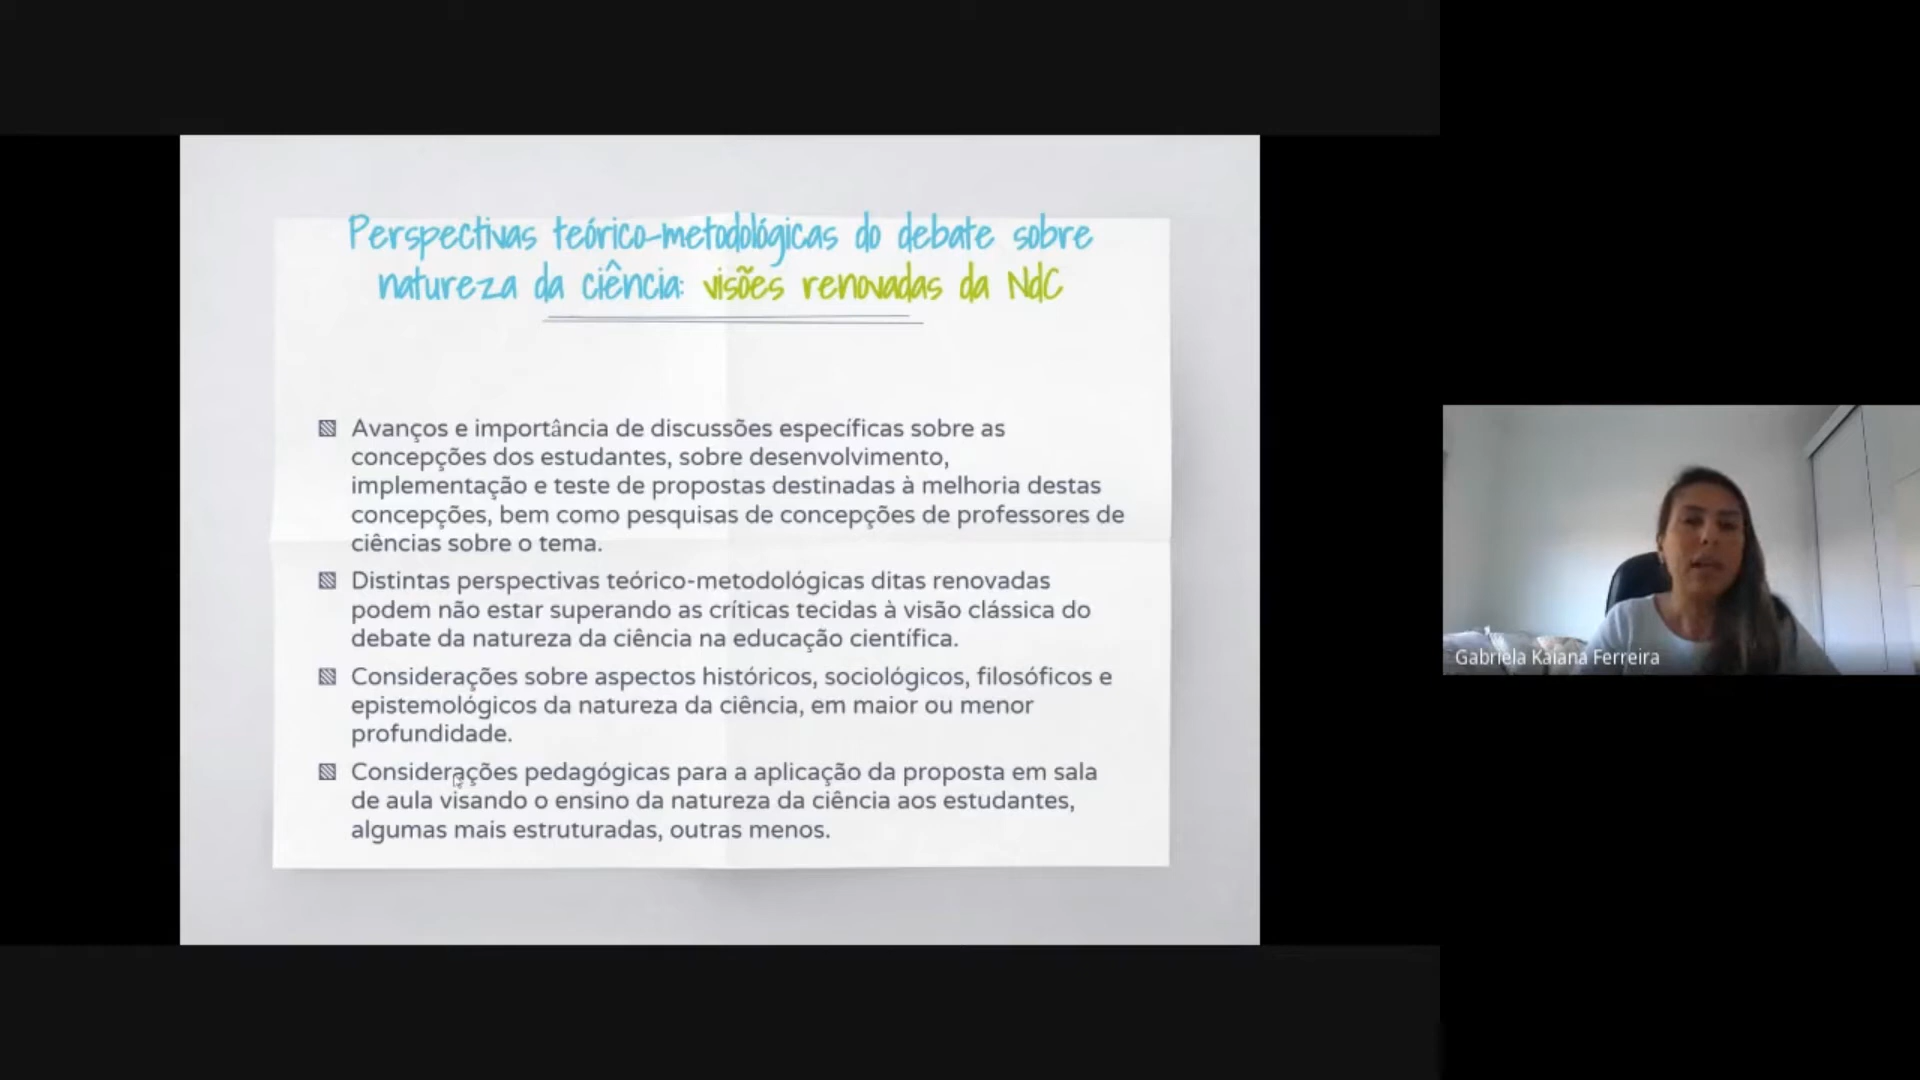 Perspectivas teórico-metodológicas do debate sobre
natureza da ciência: visões renovadas da NdC
Avanços e importância de discussões específicas sobre as
concepções dos estudantes, sobre desenvolvimento,
implementação e teste de propostas destinadas à melhoria destas
concepções, bem como pesquisas de concepções de professores de
ciências sobre o tema.
Distintas perspectivas teórico-metodológicas ditas renovadas
podem não estar superando as críticas tecidas à visão clássica do
debate da natureza da ciência na educação científica.
Considerações sobre aspectos históricos, sociológicos, filosóficos e
epistemológicos da natureza da ciência, em maior ou menor
profundidade.
Considerações pedagógicas para a aplicação da proposta em sala
de aula visando o ensino da natureza da ciência aos estudantes,
algumas mais estruturadas, outras menos.
Gabriela Kaiana Ferreira